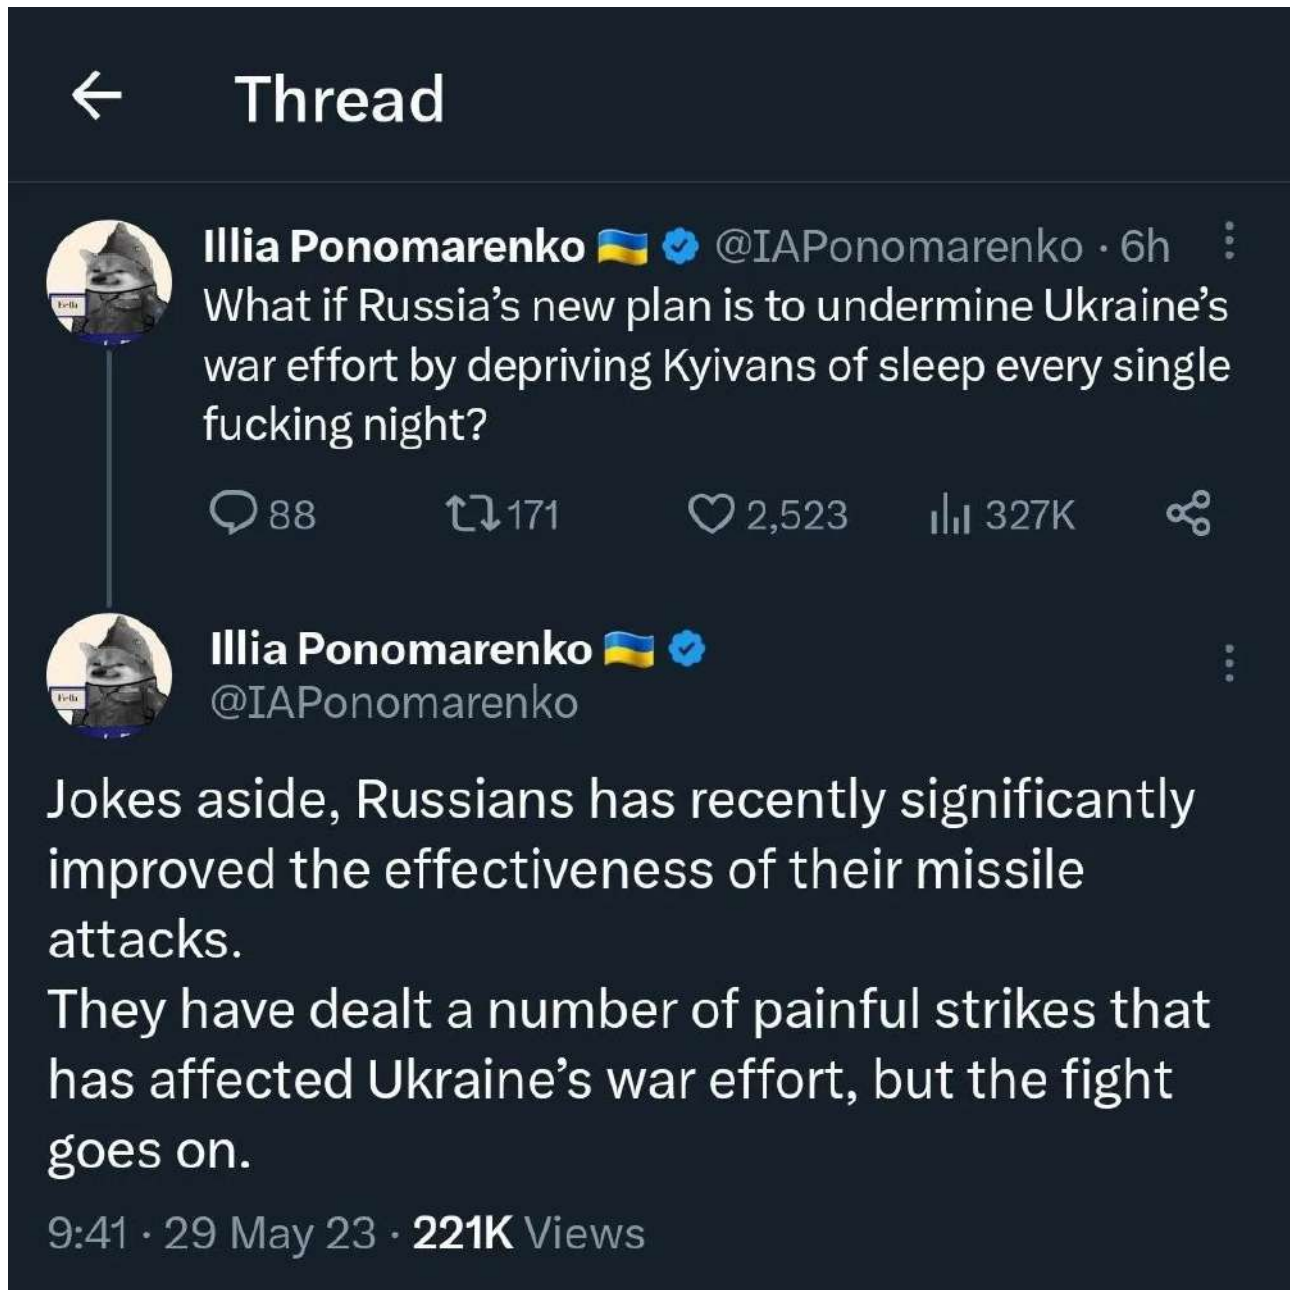 Thread
Illia Ponomarenko 🇺🇦 @IAPonomarenko · 6h
What if Russia’s new plan is to undermine Ukraine’s
war effort by depriving Kyivans of sleep every single
fucking night?
88 171 2,523 327K
Illia Ponomarenko 🇺🇦
@IAPonomarenko
Jokes aside, Russians has recently significantly
improved the effectiveness of their missile
attacks.
They have dealt a number of painful strikes that
has affected Ukraine’s war effort, but the fight
goes on.
9:41 · 29 May 23 · 221K Views